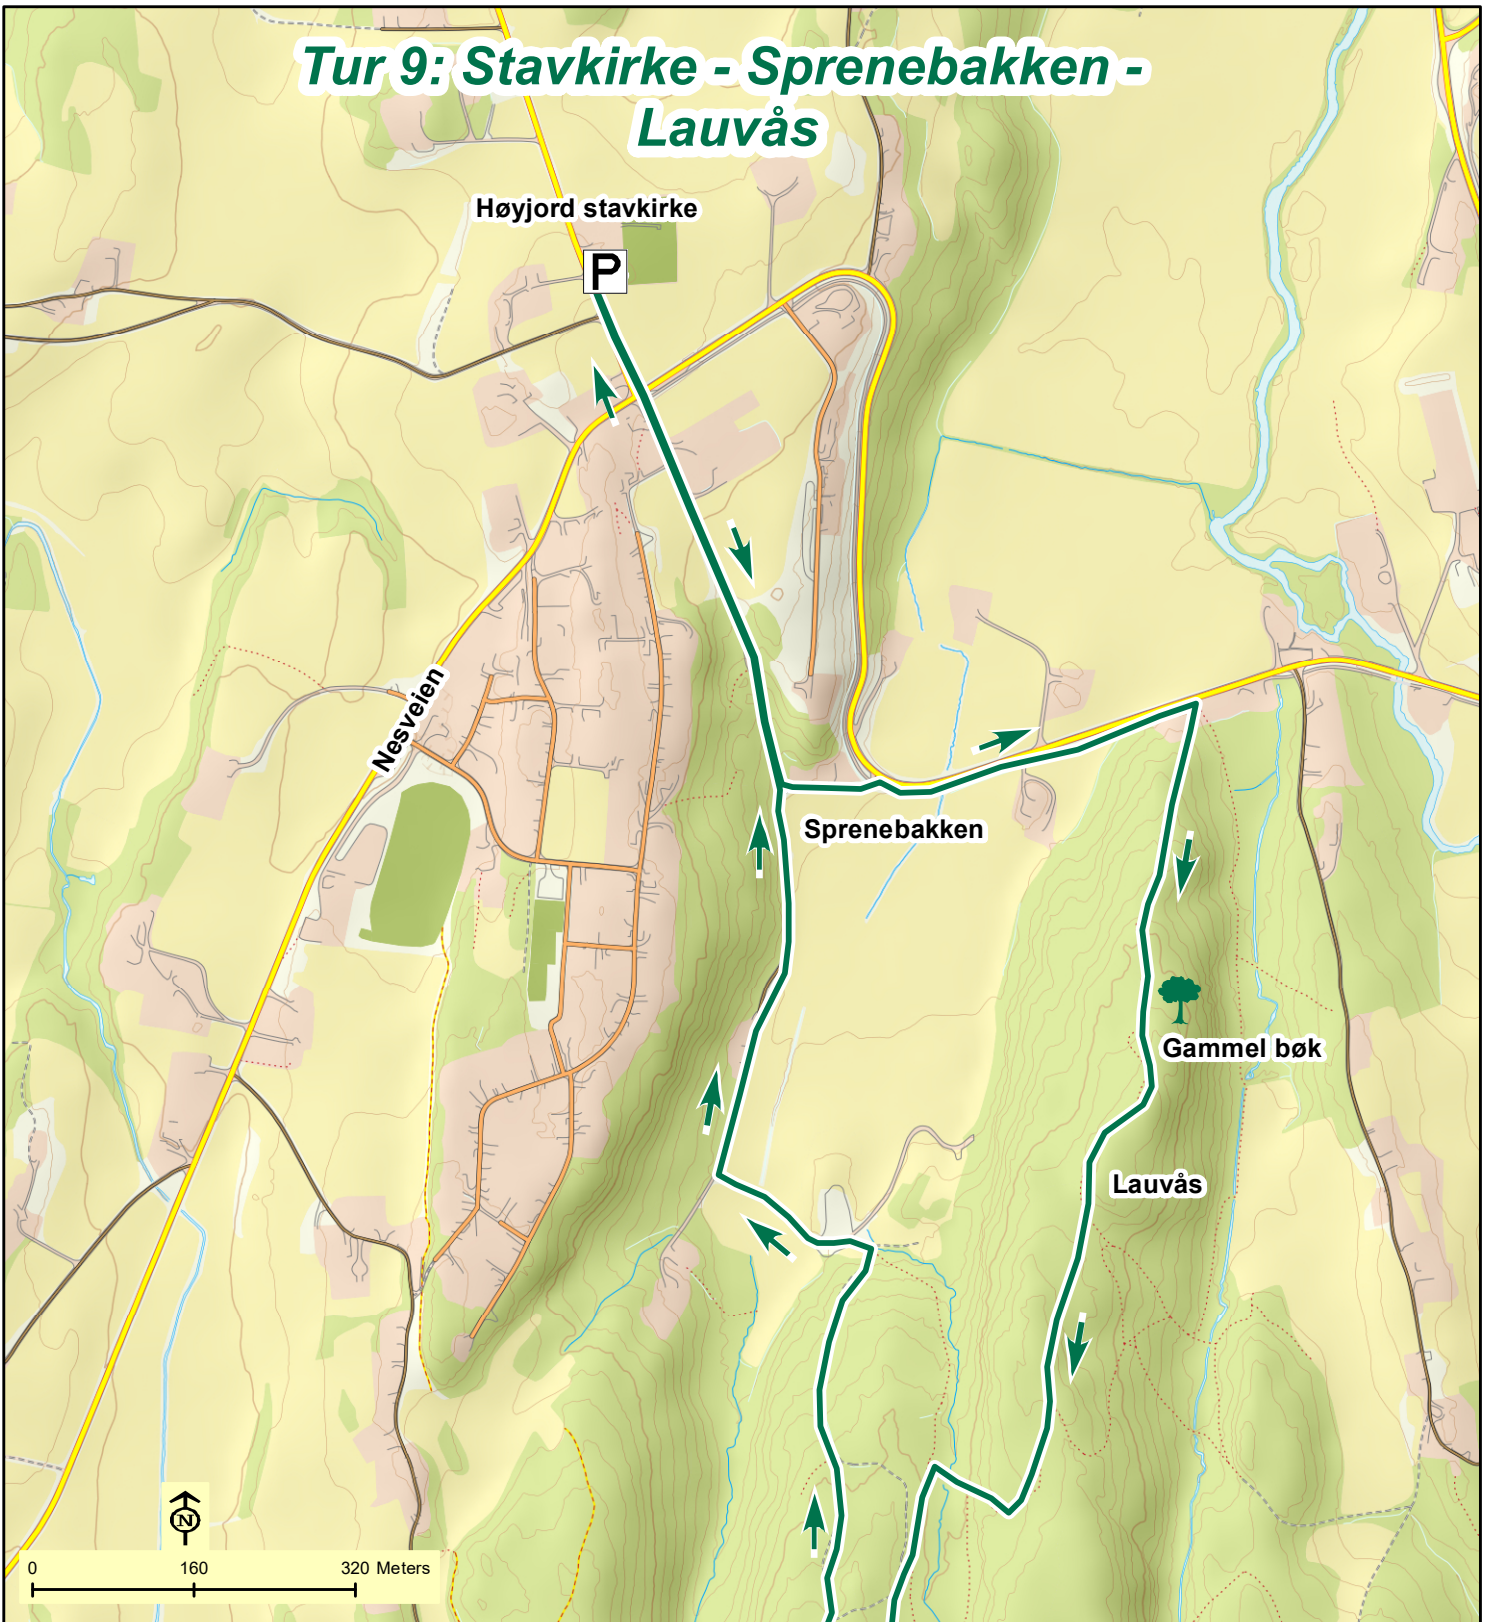 Tur 9: Stavkirke - Sprenebakken -
Lauvås
Høyjord stavkirke
P
Nesveien
Sprenebakken
Gammel bøk
Lauvås
N
0 160 320 Meters